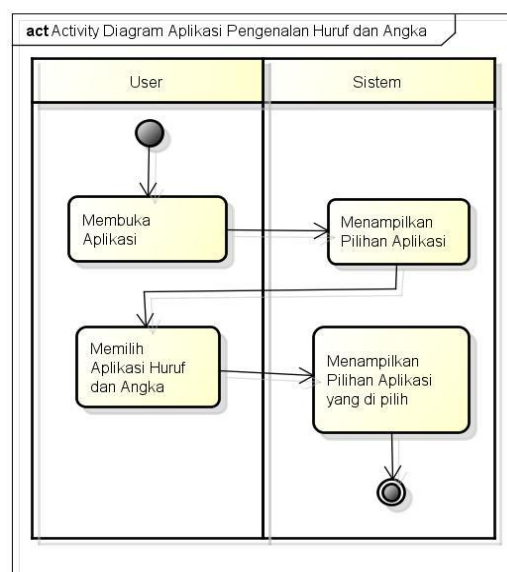 act Activity Diagram Aplikasi Pengenalan Huruf dan Angka
User
Sistem
Membuka
Aplikasi
Menampilkan
Pilihan Aplikasi
Memilih
Aplikasi Huruf
dan Angka
Menampilkan
Pilihan Aplikasi
yang di pilih